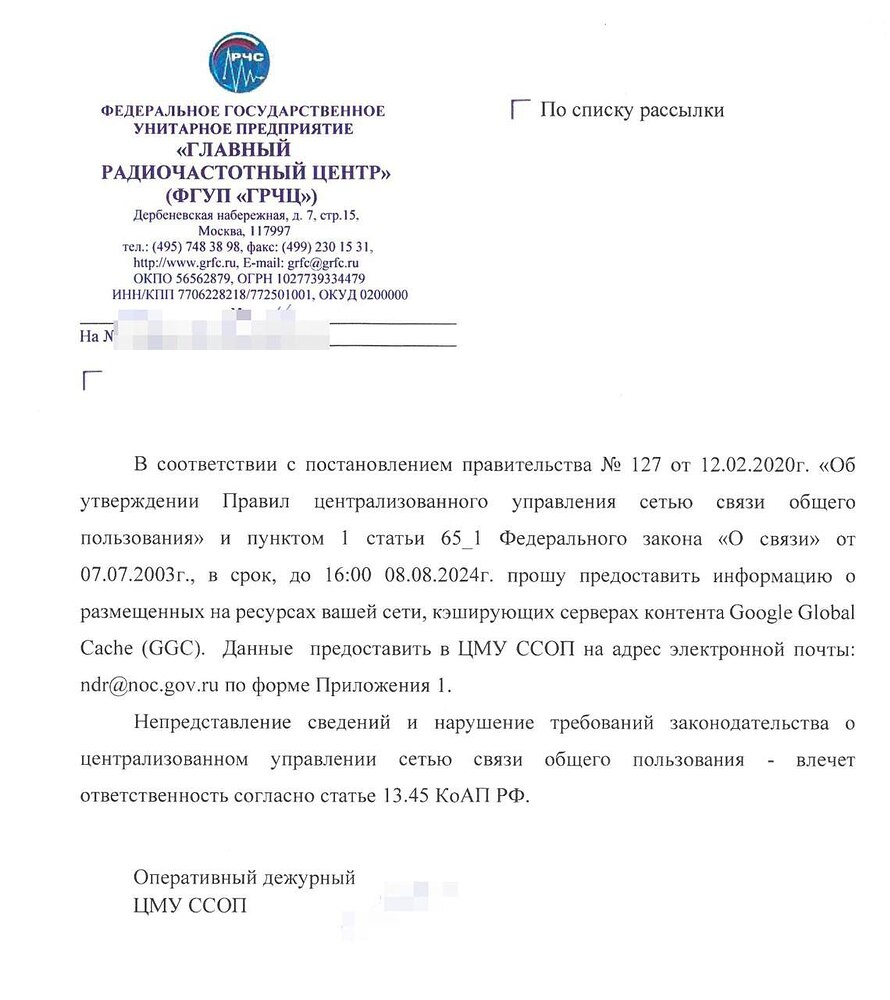 РЧС
ФЕДЕРАЛЬНОЕ ГОСУДАРСТВЕННОЕ
УНИТАРНОЕ ПРЕДПРИЯТИЕ
«ГЛАВНЫЙ
РАДИОЧАСТОТНЫЙ ЦЕНТР»
(ФГУП «ГРЧЦ»)
Дербеневская набережная, д. 7, стр.15,
Москва, 117997
тел.: (495) 748 38 98, факс: (499) 230 15 31,
http://www.grfc.ru, E-mail: grfc@grfc.ru
ОКПО 56562879, ОГРН 1027739334479
ИНН/КПП 7706228218/772501001, ОКУД 0200000
На №
По списку рассылки
В соответствии с постановлением правительства № 127 от 12.02.2020г. «Об
утверждении Правил централизованного управления сетью связи общего
пользования» и пунктом 1 статьи 65_1 Федерального закона «О связи» от
07.07.2003г., в срок, до 16:00 08.08.2024г. прошу предоставить информацию о
размещенных на ресурсах вашей сети, кэширующих серверах контента Google Global
Cache (GGC). Данные предоставить в ЦМУ ССОП на адрес электронной почты:
ndr@noc.gov.ru по форме Приложения 1.
Непредставление сведений и нарушение требований законодательства о
централизованном управлении сетью связи общего пользования - влечет
ответственность согласно статье 13.45 КоАП РФ.
Оперативный дежурный
ЦМУ ССОП